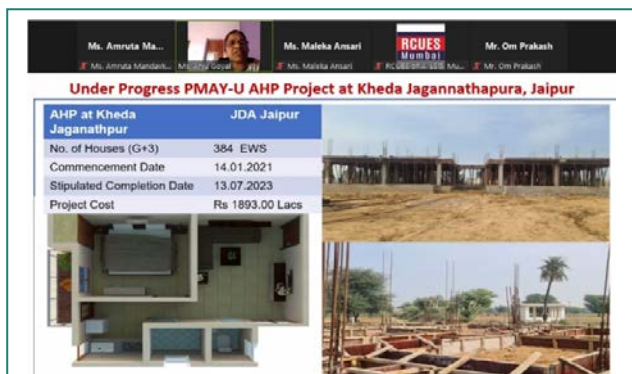 Ms. Amruta Ma...
Ms. Maleka Ansari
RCUES
Mumbai
Mr. Om Prakash
Ms. Amruta Mandavk...
Ms. Anju Goyal
Ms. Maleka Ansari
Mr. Om Prakash
Under Progress PMAY-U AHP Project at Kheda Jagannathapura, Jaipur
AHP at Kheda Jaganathpur
JDA Jaipur
No. of Houses (G+3) 384 EWS
Commencement Date 14.01.2021
Stipulated Completion Date 13.07.2023
Project Cost Rs 1893.00 Lacs